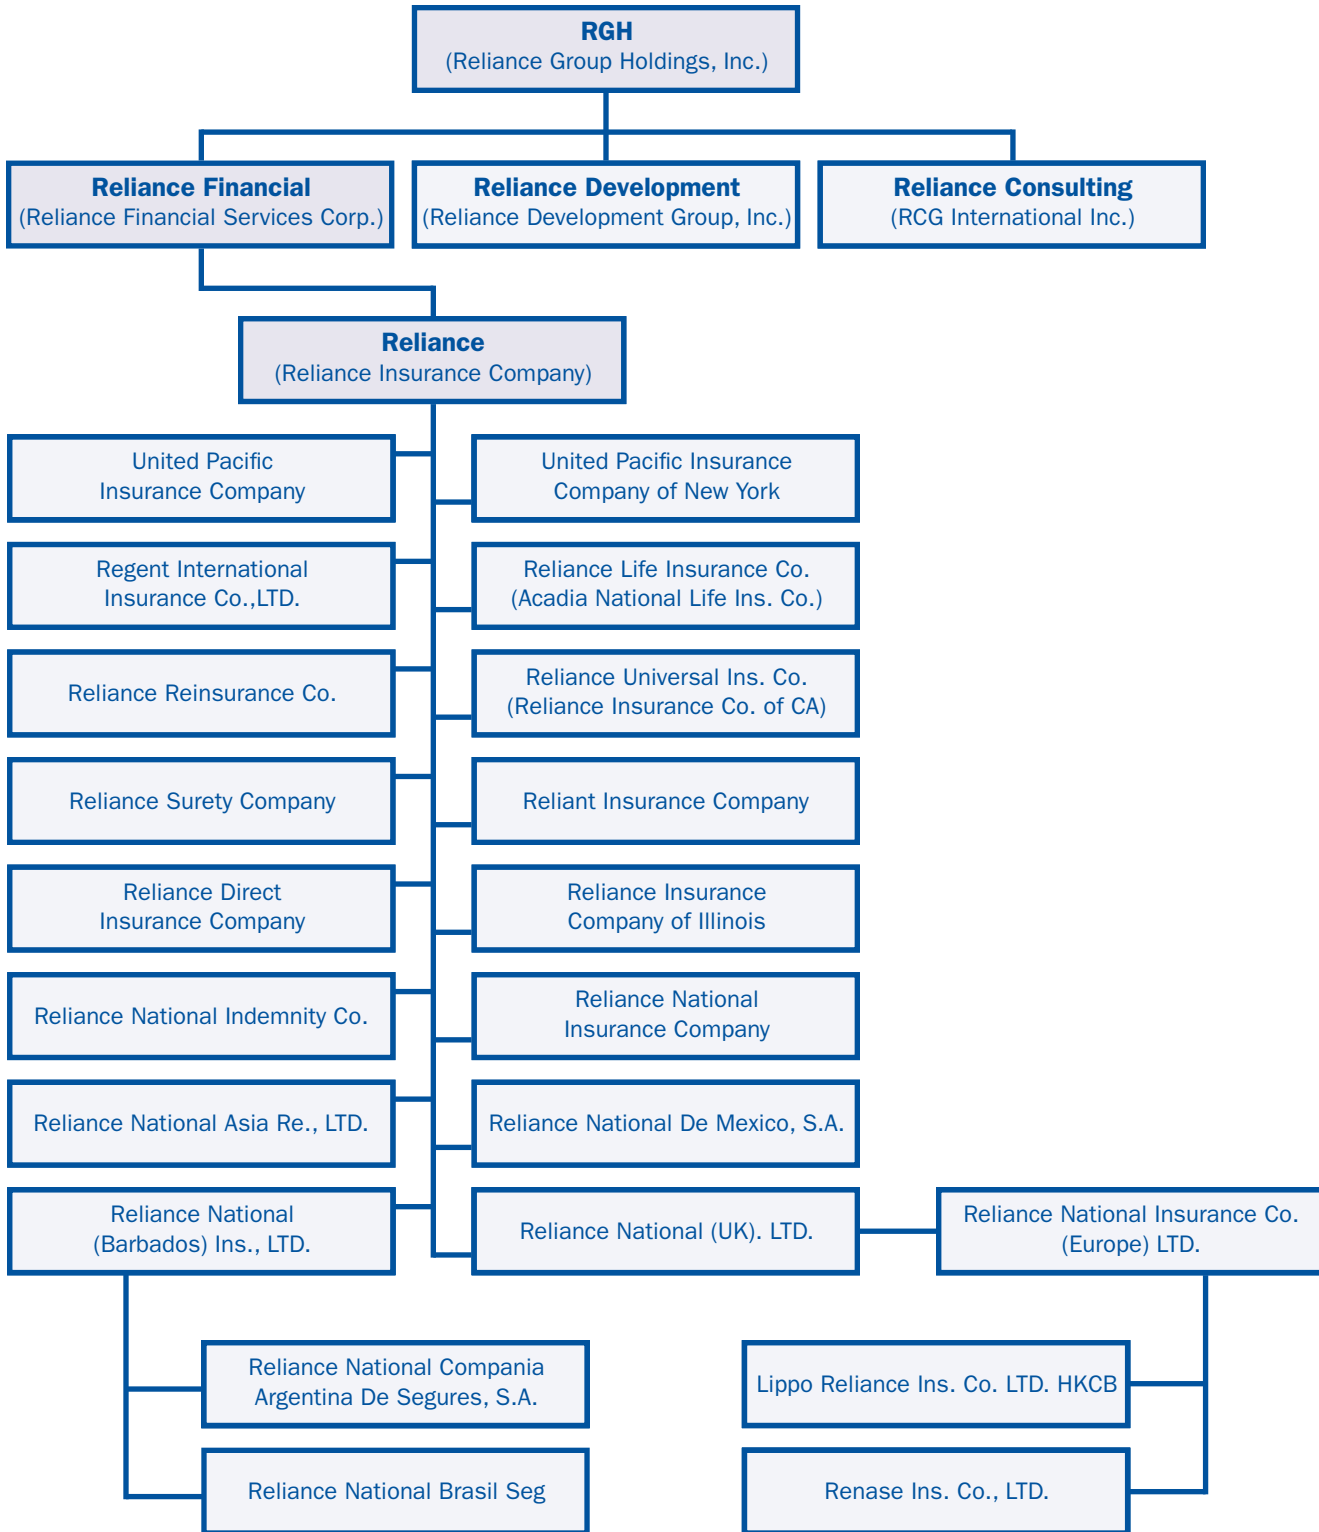 RGH
(Reliance Group Holdings, Inc.)
Reliance Financial
(Reliance Financial Services Corp.)
Reliance Development
(Reliance Development Group, Inc.)
Reliance Consulting
(RCG International Inc.)
Reliance
(Reliance Insurance Company)
United Pacific
Insurance Company
United Pacific Insurance
Company of New York
Regent International
Insurance Co.,LTD.
Reliance Life Insurance Co.
(Acadia National Life Ins. Co.)
Reliance Reinsurance Co.
Reliance Universal Ins. Co.
(Reliance Insurance Co. of CA)
Reliance Surety Company
Reliant Insurance Company
Reliance Direct
Insurance Company
Reliance Insurance
Company of Illinois
Reliance National Indemnity Co.
Reliance National
Insurance Company
Reliance National Asia Re., LTD.
Reliance National De Mexico, S.A.
Reliance National
(Barbados) Ins., LTD.
Reliance National (UK). LTD.
Reliance National Insurance Co.
(Europe) LTD.
Reliance National Compania
Argentina De Segures, S.A.
Lippo Reliance Ins. Co. LTD. HKCB
Reliance National Brasil Seg
Renase Ins. Co., LTD.